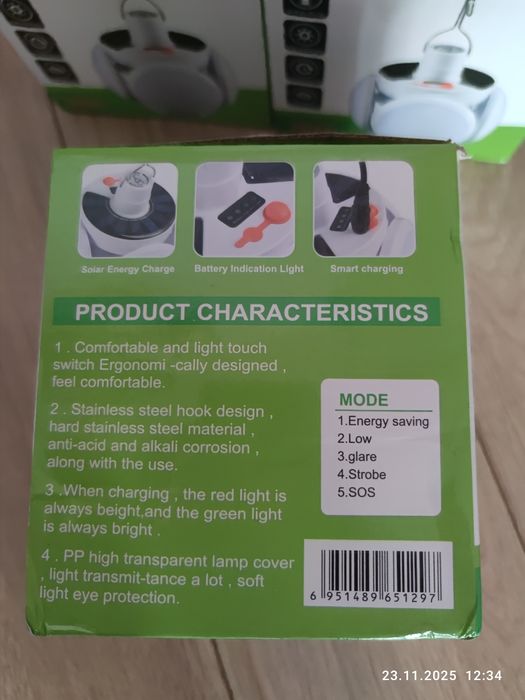 Solar Energy Charge
Battery Indication Light
Smart charging
PRODUCT CHARACTERISTICS
1 . Comfortable and light touch
switch Ergonomi -cally designed ,
feel comfortable.
2 . Stainless steel hook design ,
hard stainless steel material ,
anti-acid and alkali corrosion ,
along with the use.
3 .When charging , the red light is
always beight,and the green light
is always bright .
4 . PP high transparent lamp cover
, light transmit-tance a lot , soft
light eye protection.
MODE
1.Energy saving
2.Low
3.glare
4.Strobe
5.SOS
6 951489 651297
23.11.2025 12:34